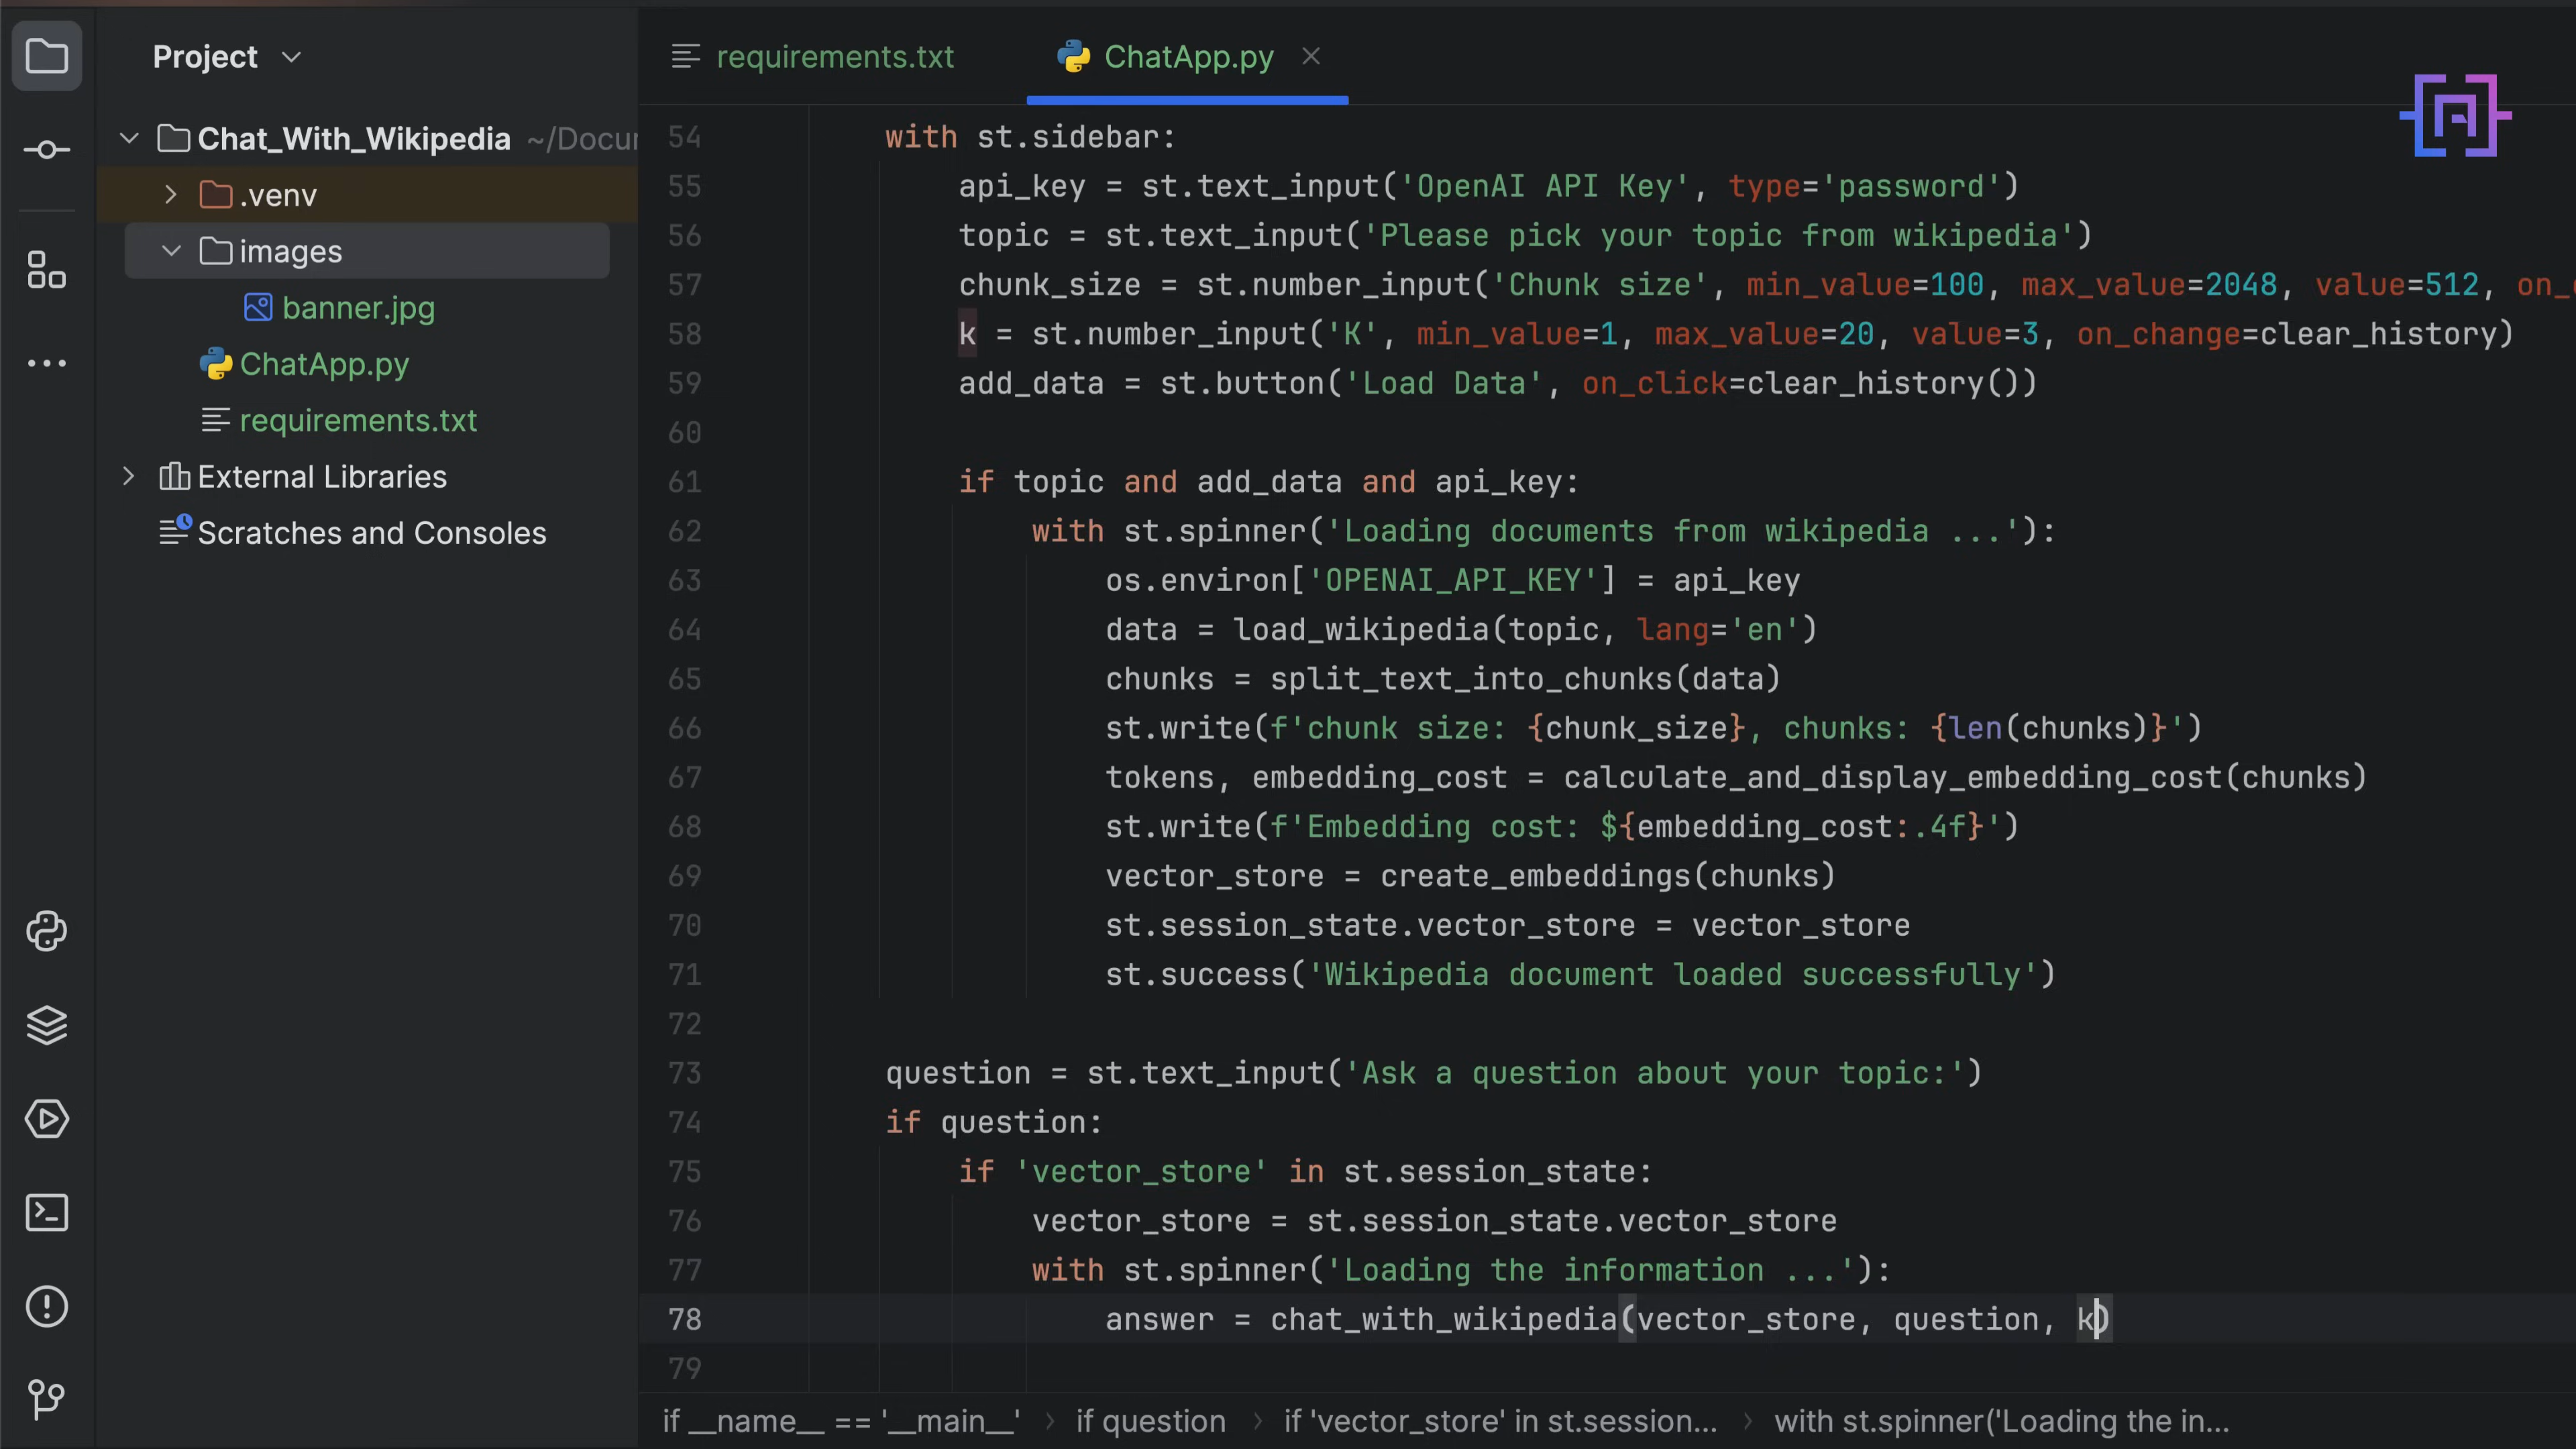 Project
Chat_With_Wikipedia ~/Docu
.venv
images
banner.jpg
ChatApp.py
requirements.txt
External Libraries
Scratches and Consoles
requirements.txt
ChatApp.py
54 with st.sidebar:
55 api_key = st.text_input('OpenAI API Key', type='password')
56 topic = st.text_input('Please pick your topic from wikipedia')
57 chunk_size = st.number_input('Chunk size', min_value=100, max_value=2048, value=512, on_
58 k = st.number_input('K', min_value=1, max_value=20, value=3, on_change=clear_history)
59 add_data = st.button('Load Data', on_click=clear_history())
60
61 if topic and add_data and api_key:
62 with st.spinner('Loading documents from wikipedia ...'):
63 os.environ['OPENAI_API_KEY'] = api_key
64 data = load_wikipedia(topic, lang='en')
65 chunks = split_text_into_chunks(data)
66 st.write(f'chunk size: {chunk_size}, chunks: {len(chunks)}')
67 tokens, embedding_cost = calculate_and_display_embedding_cost(chunks)
68 st.write(f'Embedding cost: ${embedding_cost:.4f}')
69 vector_store = create_embeddings(chunks)
70 st.session_state.vector_store = vector_store
71 st.success('Wikipedia document loaded successfully')
72
73 question = st.text_input('Ask a question about your topic:')
74 if question:
75 if 'vector_store' in st.session_state:
76 vector_store = st.session_state.vector_store
77 with st.spinner('Loading the information ...'):
78 answer = chat_with_wikipedia(vector_store, question, k)
79
if __name__ == '__main__' › if question › if 'vector_store' in st.session... › with st.spinner('Loading the in...